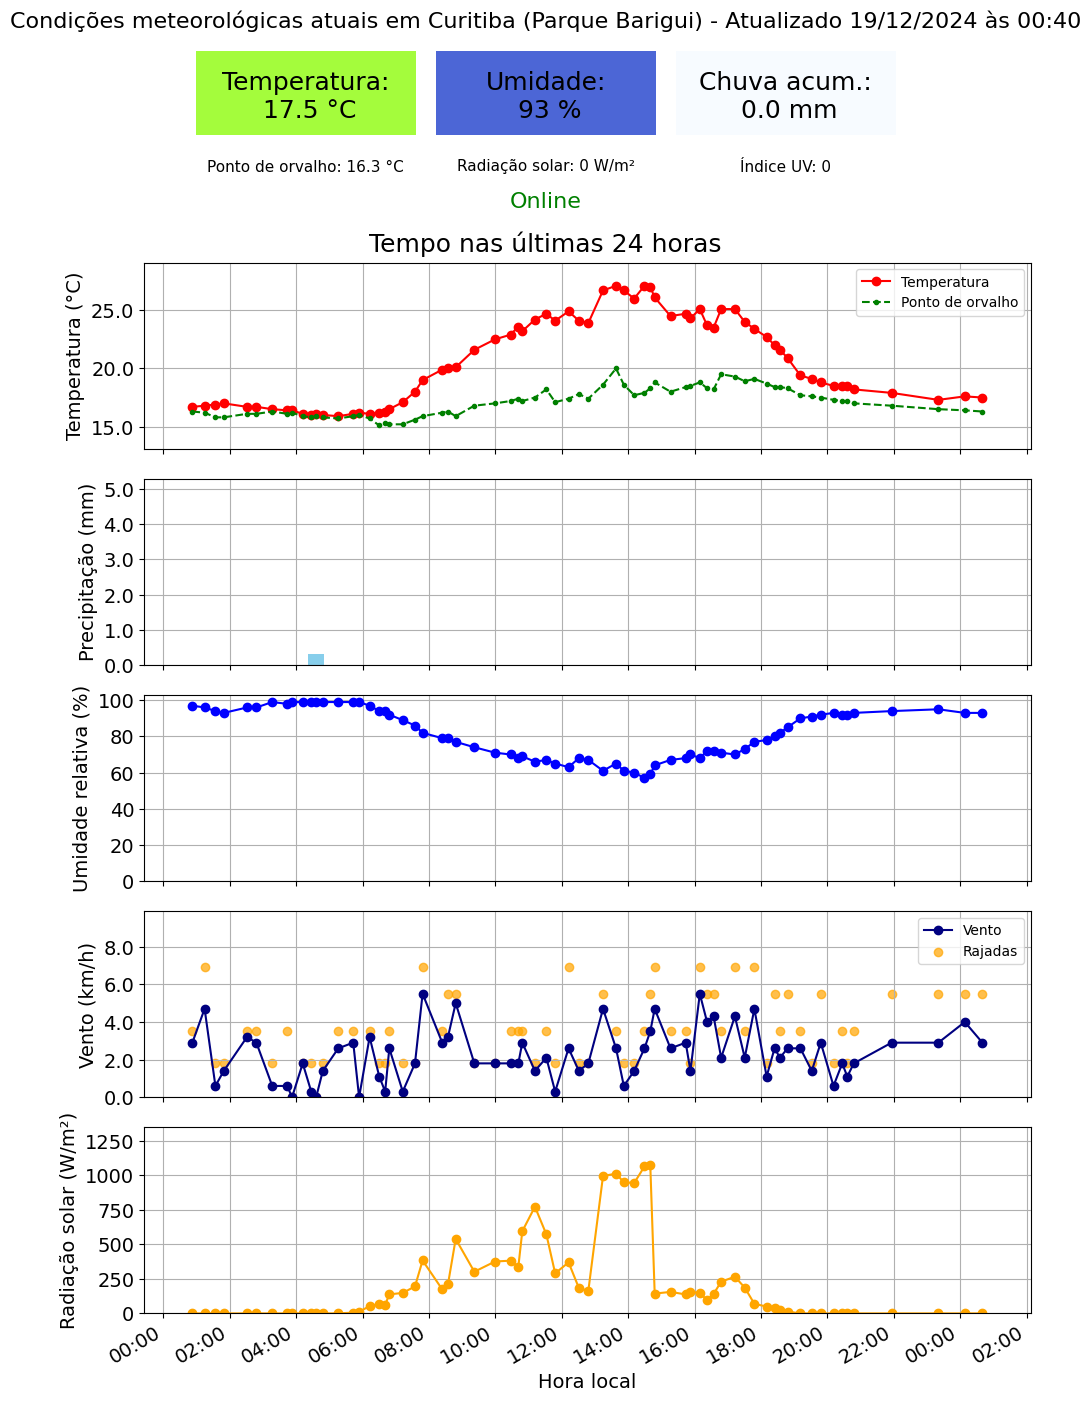 Condições meteorológicas atuais em Curitiba (Parque Barigui) - Atualizado 19/12/2024 às 00:40
Temperatura:
17.5 °C
Umidade:
93 %
Chuva acum.:
0.0 mm
Ponto de orvalho: 16.3 °C
Radiação solar: 0 W/m²
Índice UV: 0
Online
Tempo nas últimas 24 horas
Temperatura (°C)
25.0
20.0
15.0
Temperatura
Ponto de orvalho
Precipitação (mm)
5.0
4.0
3.0
2.0
1.0
0.0
Umidade relativa (%)
100
80
60
40
20
0
Vento (km/h)
8.0
6.0
4.0
2.0
0.0
Vento
Rajadas
Radiação solar (W/m²)
1250
1000
750
500
250
0
00:00
02:00
04:00
06:00
08:00
10:00
12:00
14:00
16:00
18:00
20:00
22:00
00:00
02:00
Hora local